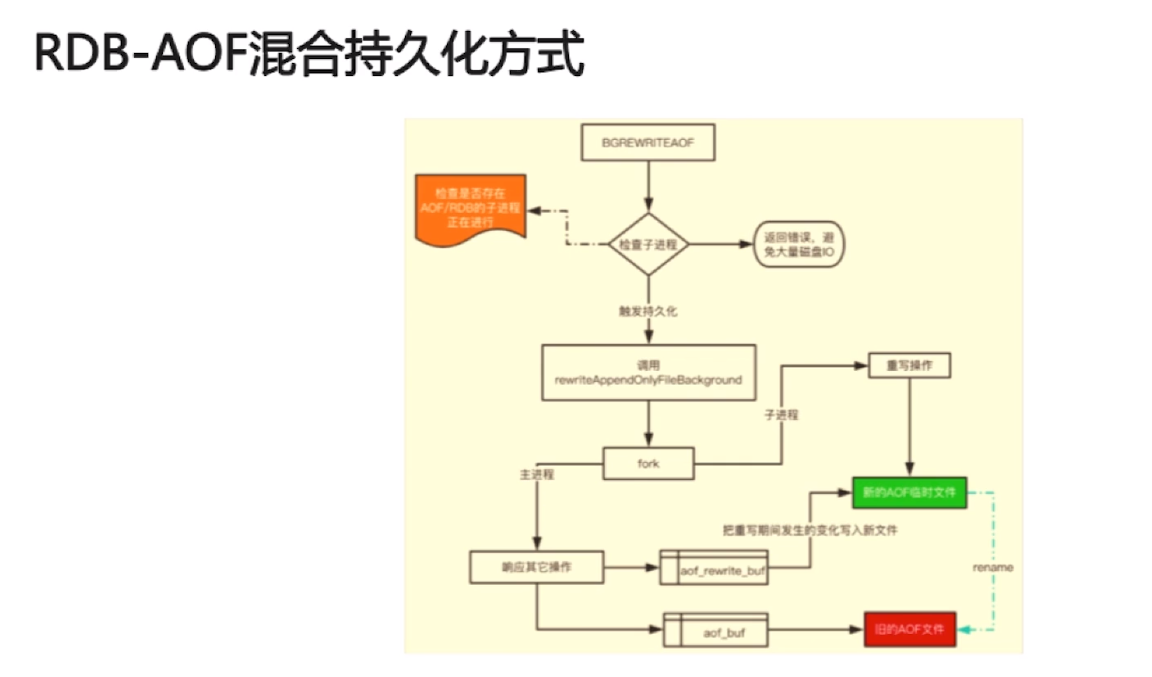 RDB-AOF混合持久化方式
BGREWRITEAOF
检查是否存在
AOF/RDB的子进程
正在进行
检查子进程
返回错误，避
免大量磁盘IO
触发持久化
调用
rewriteAppendOnlyFileBackground
重写操作
子进程
fork
主进程
新的AOF临时文件
把重写期间发生的变化写入新文件
响应其它操作
aof_rewrite_buf
rename
aof_buf
旧的AOF文件